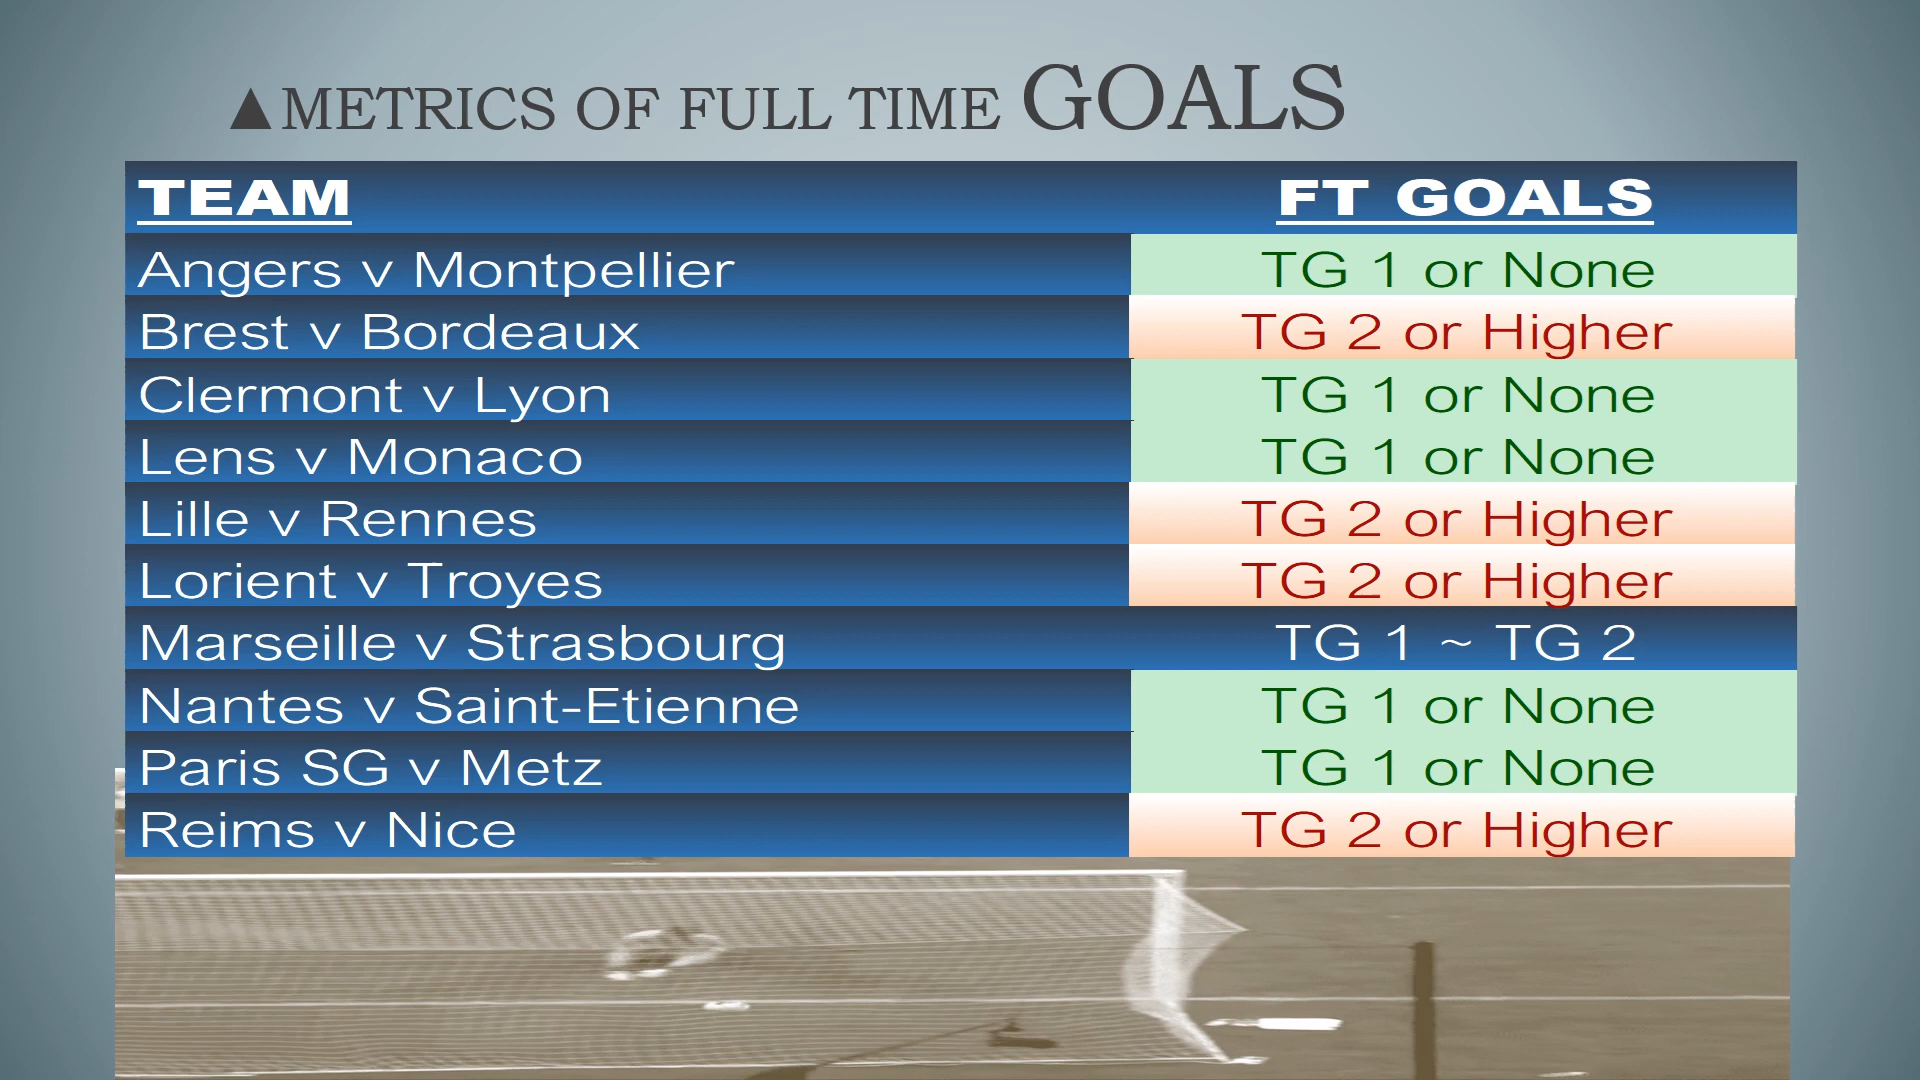 ▲METRICS OF FULL TIME GOALS
TEAM FT GOALS
Angers v Montpellier TG 1 or None
Brest v Bordeaux TG 2 or Higher
Clermont v Lyon TG 1 or None
Lens v Monaco TG 1 or None
Lille v Rennes TG 2 or Higher
Lorient v Troyes TG 2 or Higher
Marseille v Strasbourg TG 1 ~ TG 2
Nantes v Saint-Etienne TG 1 or None
Paris SG v Metz TG 1 or None
Reims v Nice TG 2 or Higher